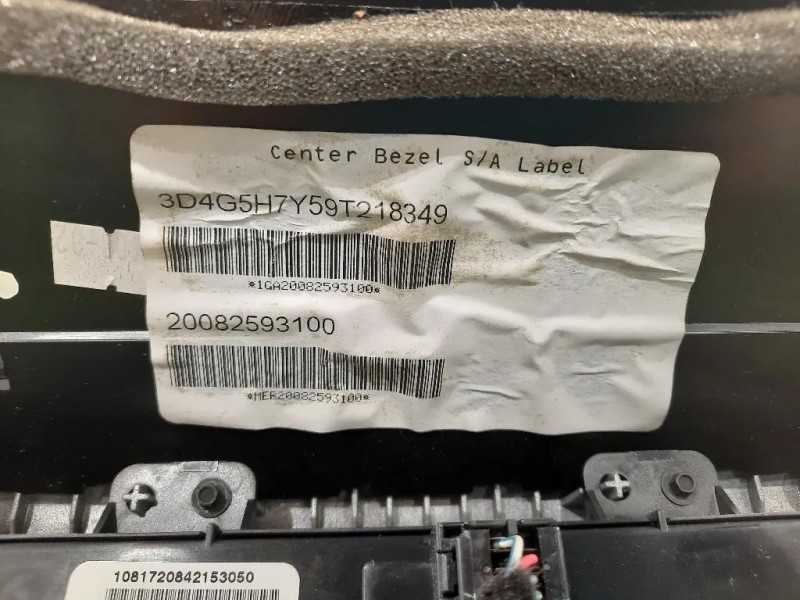 Center Bezel S/A Label
3D4G5H7Y59T218349
*1GA20082593100*
20082593100
*MER20082593100*
1081720842153050